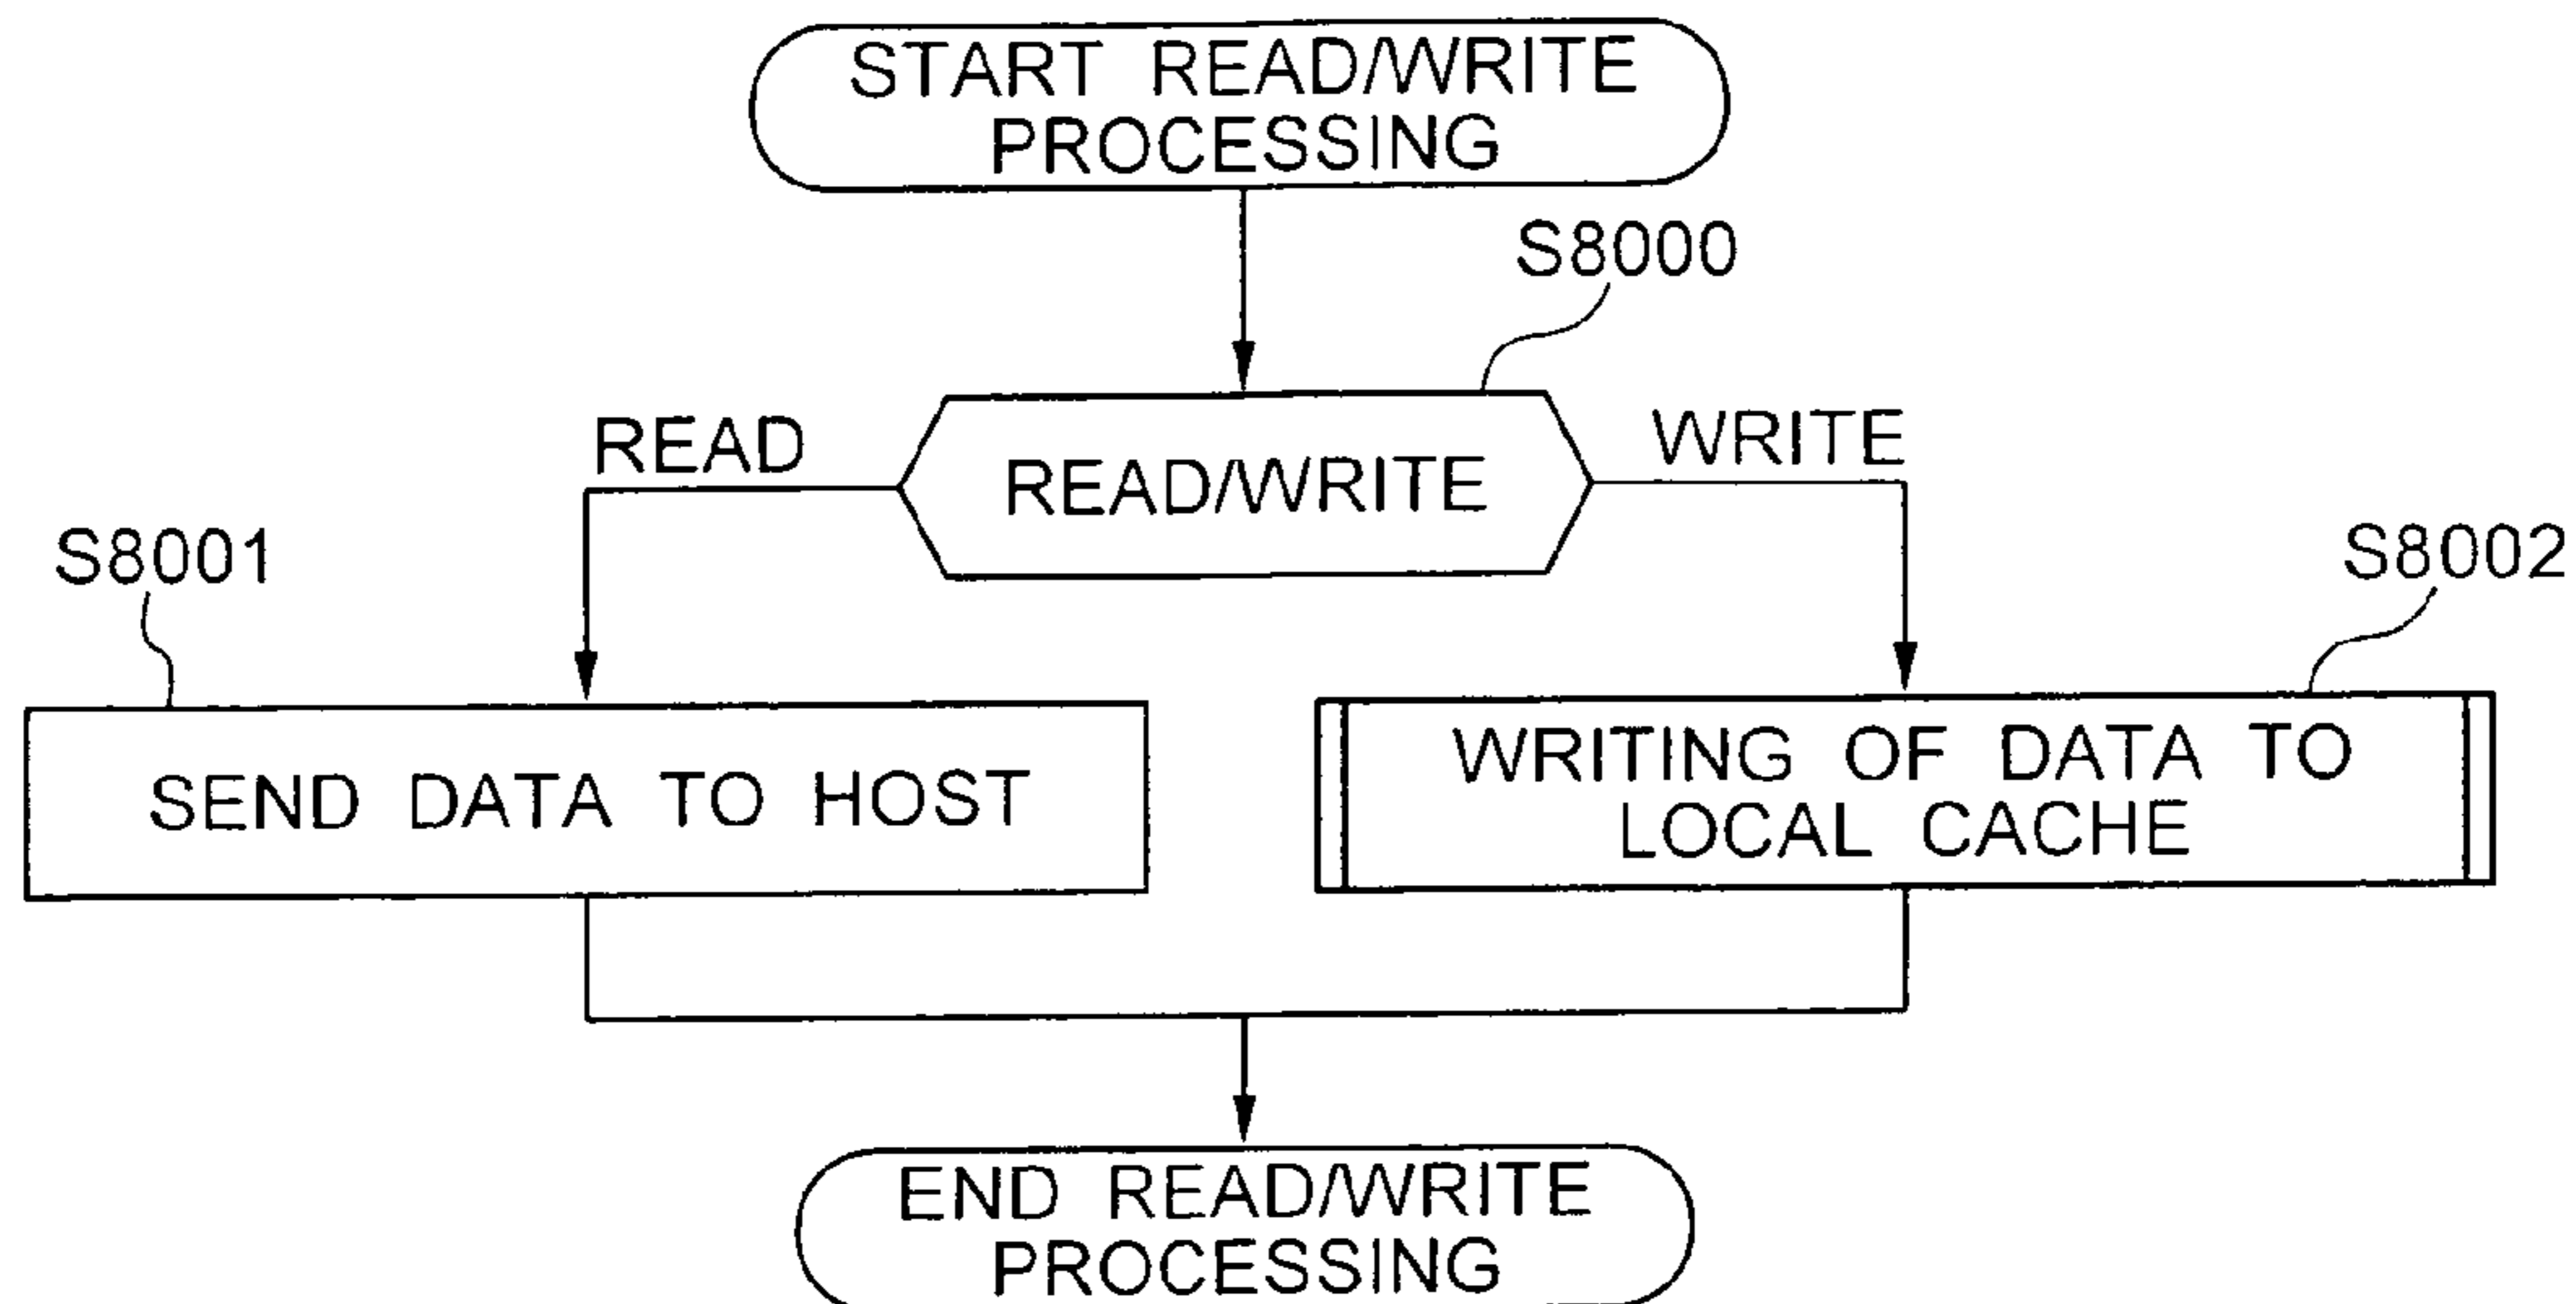 START READ/WRITE
PROCESSING
S8000
READ
WRITE
READ/WRITE
S8001
S8002
SEND DATA TO HOST
WRITING OF DATA TO
LOCAL CACHE
END READ/WRITE
PROCESSING